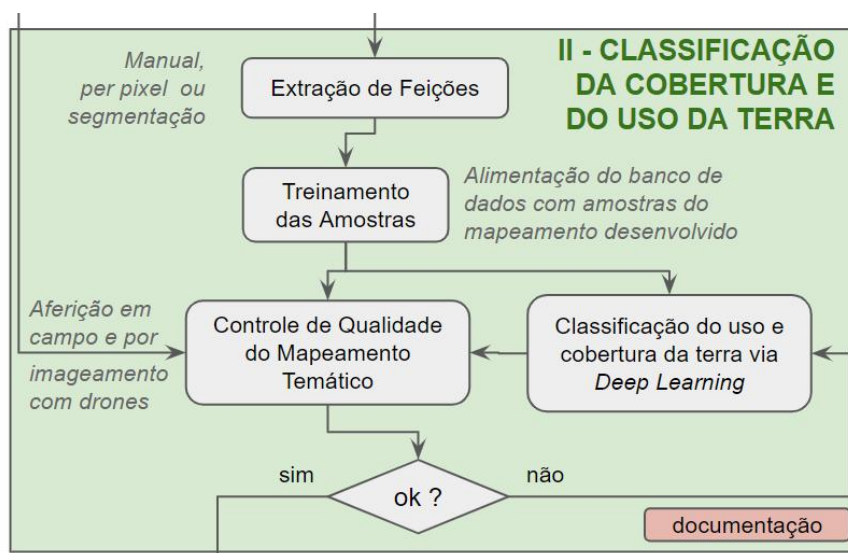 II - CLASSIFICAÇÃO
DA COBERTURA E
DO USO DA TERRA
Manual,
per pixel ou
segmentação
Extração de Feições
Treinamento
das Amostras
Alimentação do banco de
dados com amostras do
mapeamento desenvolvido
Aferição em
campo e por
imageamento
com drones
Controle de Qualidade
do Mapeamento
Temático
Classificação do uso e
cobertura da terra via
Deep Learning
sim
ok ?
não
documentação